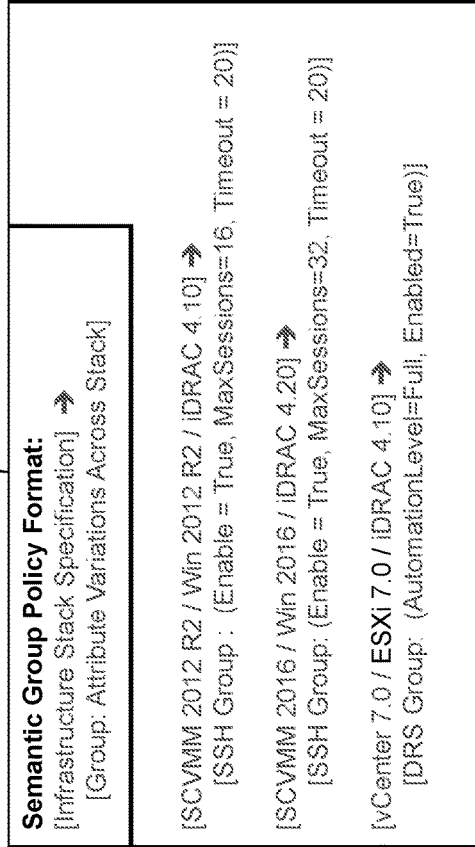 Semantic Group Policy Format:
[Infrastructure Stack Specification] ➔
[Group: Attribute Variations Across Stack]
[SCVMM 2012 R2 / Win 2012 R2 / iDRAC 4.10] ➔
[SSH Group : (Enable = True, MaxSessions=16, Timeout = 20)]
[SCVMM 2016 / Win 2016 / iDRAC 4.20] ➔
[SSH Group: (Enable = True, MaxSessions=32, Timeout = 20)]
[vCenter 7.0 / ESXi 7.0 / iDRAC 4.10] ➔
[DRS Group: (AutomationLevel=Full, Enabled=True)]